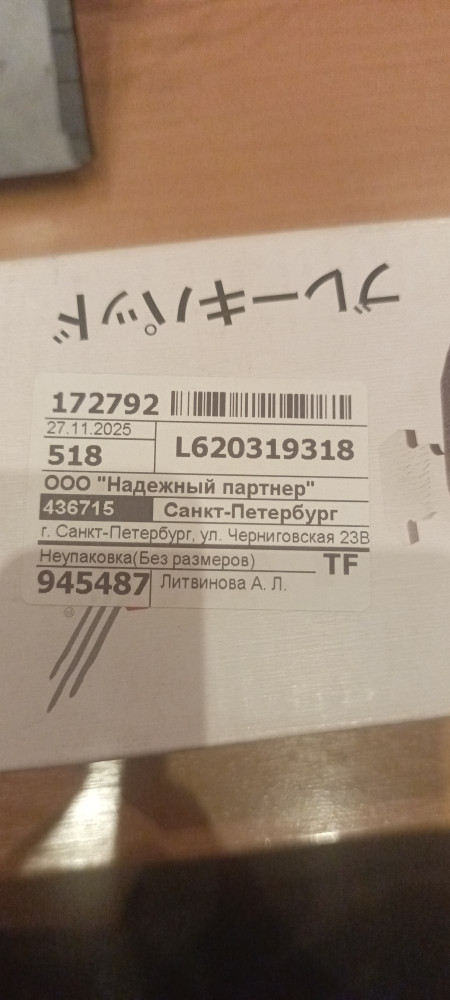 ブレーキパッド
172792
27.11.2025
518
L620319318
ООО "Надежный партнер"
436715 Санкт-Петербург
г. Санкт-Петербург, ул. Черниговская 23В
Неупаковка(Без размеров) TF
945487 Литвинова А. Л.